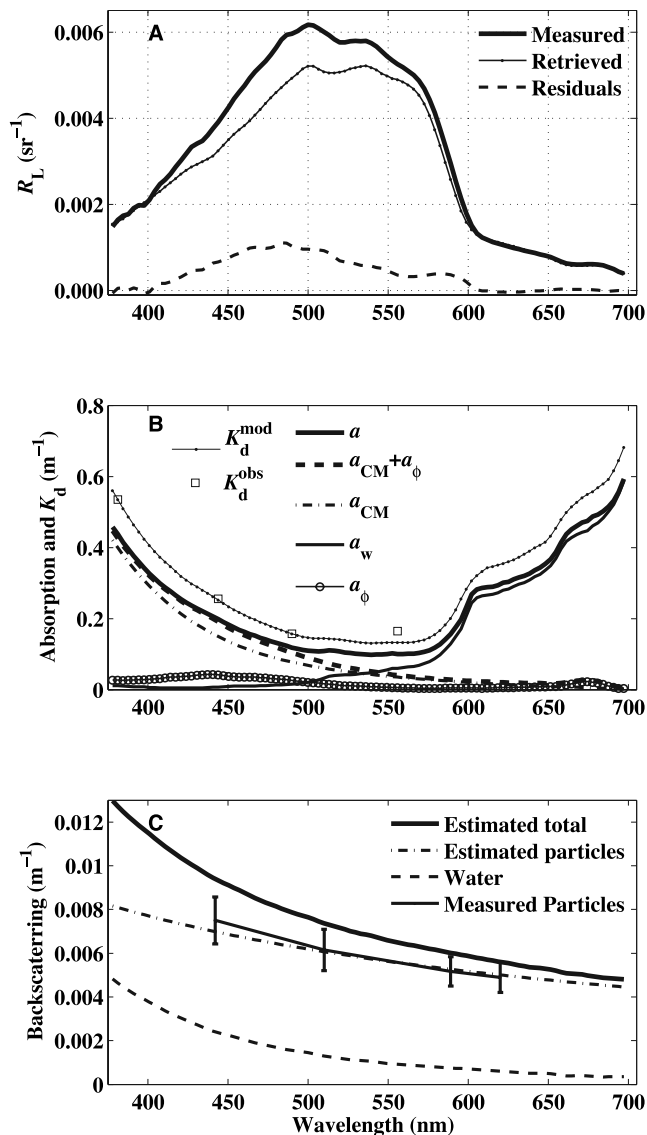 A
Measured
Retrieved
Residuals
0.006
0.004
0.002
0.000
R_L (sr⁻¹)
400 450 500 550 600 650 700
B
K_d^mod
K_d^obs
a
a_CM+a_ϕ
a_CM
a_w
a_ϕ
0.8
0.6
0.4
0.2
0
Absorption and K_d (m⁻¹)
400 450 500 550 600 650 700
C
Estimated total
Estimated particles
Water
Measured Particles
0.012
0.01
0.008
0.006
0.004
0.002
0
Backscaterring (m⁻¹)
400 450 500 550 600 650 700
Wavelength (nm)